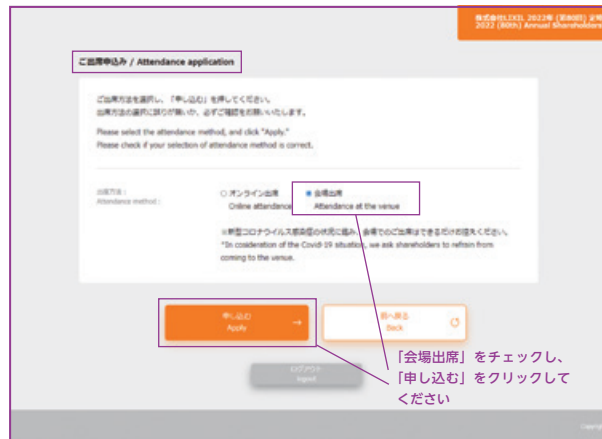 株式会社LIXIL 2022年 (第80回) 定時
2022 (80th) Annual Shareholders
ご出席申込み / Attendance application
ご出席方法を選択し、「申し込む」を押してください。
出席方法の選択に誤りが無いか、必ずご確認をお願いいたします。
Please select the attendance method, and click "Apply."
Please check if your selection of attendance method is correct.
出席方法：
Attendance method :
オンライン出席
Online attendance
会場出席
Attendance at the venue
※新型コロナウイルス感染症の状況に鑑み、会場でのご出席はできるだけお控えください。
*In cosideration of the Covid-19 situation, we ask shareholders to refrain from
coming to the venue.
申し込む
Apply
前へ戻る
Back
ログアウト
logout
「会場出席」をチェックし、
「申し込む」をクリックして
ください
Copyright